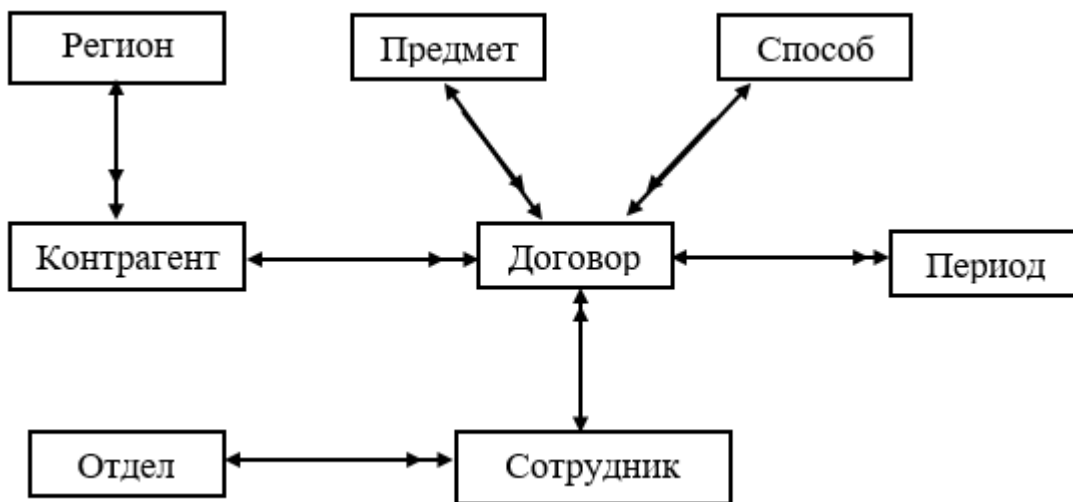 Регион
Предмет
Способ
Контрагент
Договор
Период
Отдел
Сотрудник